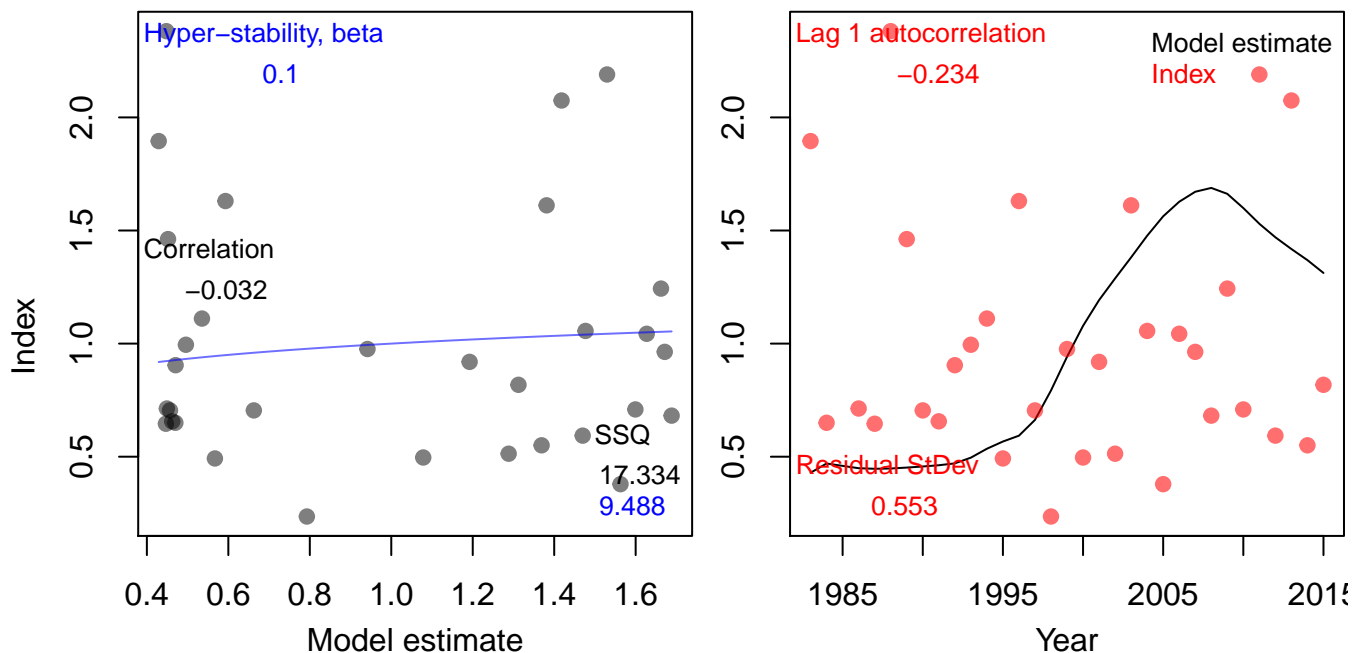 Hyper−stability, beta
0.1
Correlation
−0.032
SSQ
17.334
9.488
0.5
1.0
1.5
2.0
Index
0.4
0.6
0.8
1.0
1.2
1.4
1.6
Model estimate
Lag 1 autocorrelation
−0.234
Model estimate
Index
Residual StDev
0.553
0.5
1.0
1.5
2.0
1985
1995
2005
2015
Year